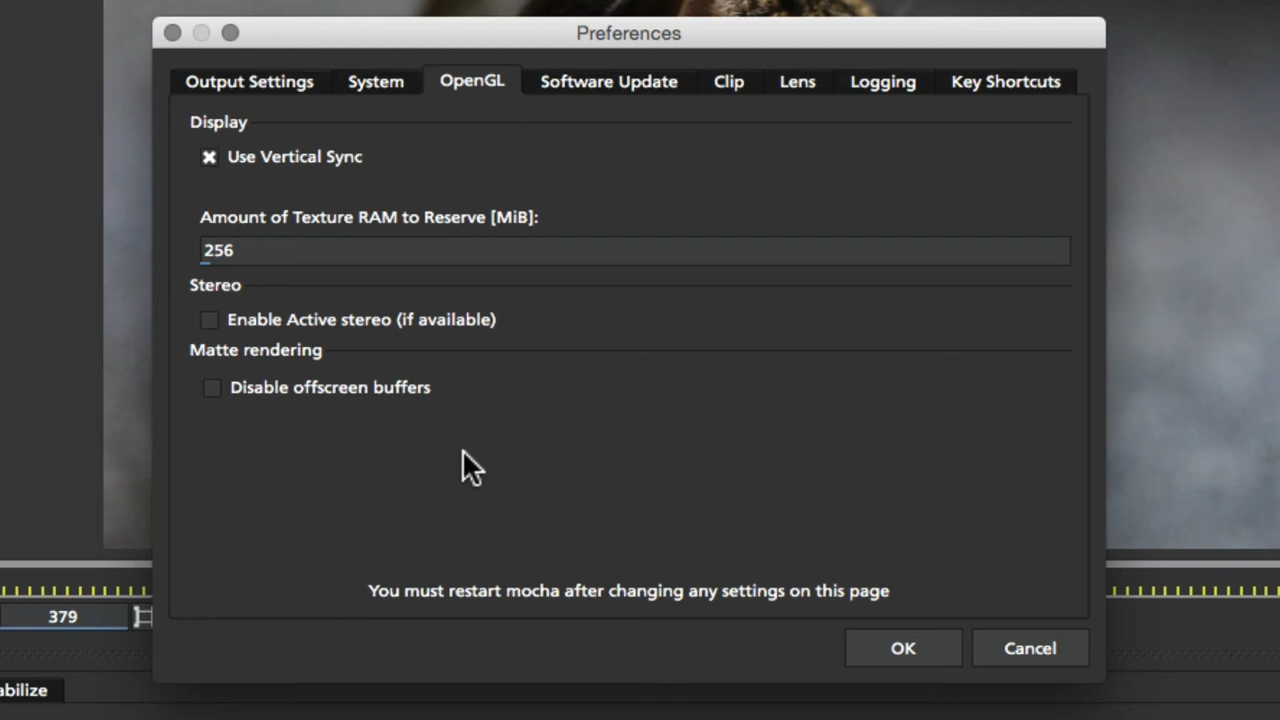 Preferences
Output Settings System OpenGL Software Update Clip Lens Logging Key Shortcuts
Display
Use Vertical Sync
Amount of Texture RAM to Reserve [MiB]:
256
Stereo
Enable Active stereo (if available)
Matte rendering
Disable offscreen buffers
You must restart mocha after changing any settings on this page
379
OK Cancel
abilize